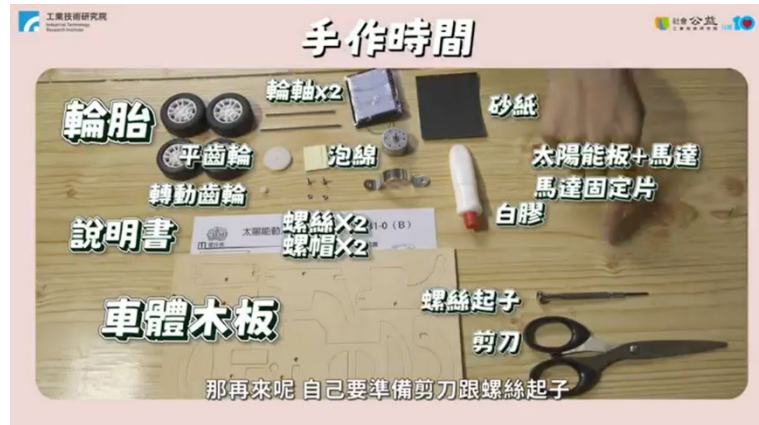 工業技術研究院
Industrial Technology
Research Institute
社會公益
手作時間
輪胎
輪軸x2
砂紙
平齒輪
泡綿
太陽能板+馬達
轉動齒輪
馬達固定片
白膠
說明書
太陽能動
螺絲X2
螺帽X2
車體木板
螺絲起子
剪刀
那再來呢 自己要準備剪刀跟螺絲起子